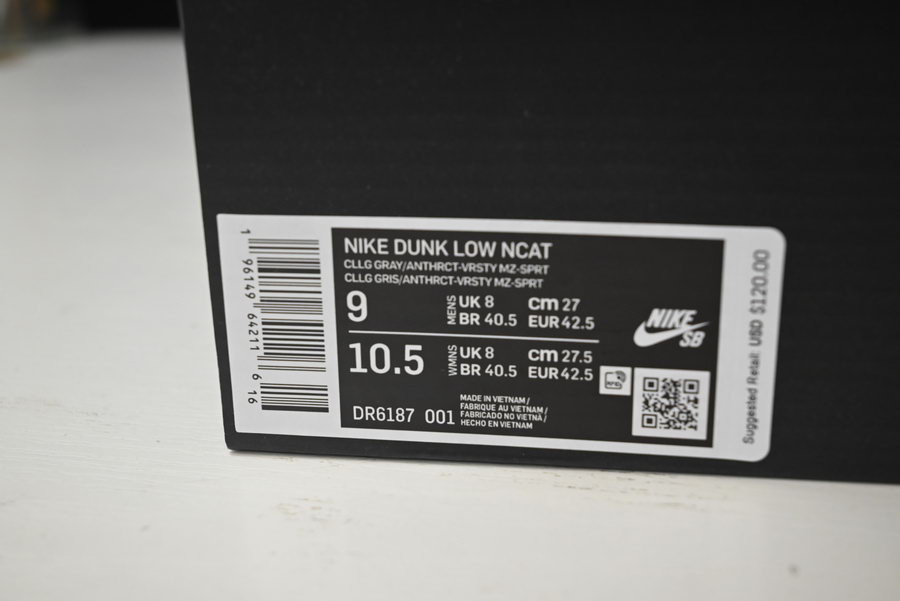 1 96149 64211 6 16
NIKE DUNK LOW NCAT
CLLG GRAY/ANTHRCT-VRSTY MZ-SPRT
CLLG GRIS/ANTHRCT-VRSTY MZ-SPRT
9 MENS UK 8 cm 27
BR 40.5 EUR 42.5
10.5 WMNS UK 8 cm 27.5
BR 40.5 EUR 42.5
DR6187 001
MADE IN VIETNAM /
FABRIQUE AU VIETNAM /
FABRICADO NO VIETNÃ /
HECHO EN VIETNAM
NIKE
SB
Suggested Retail: USD $120.00